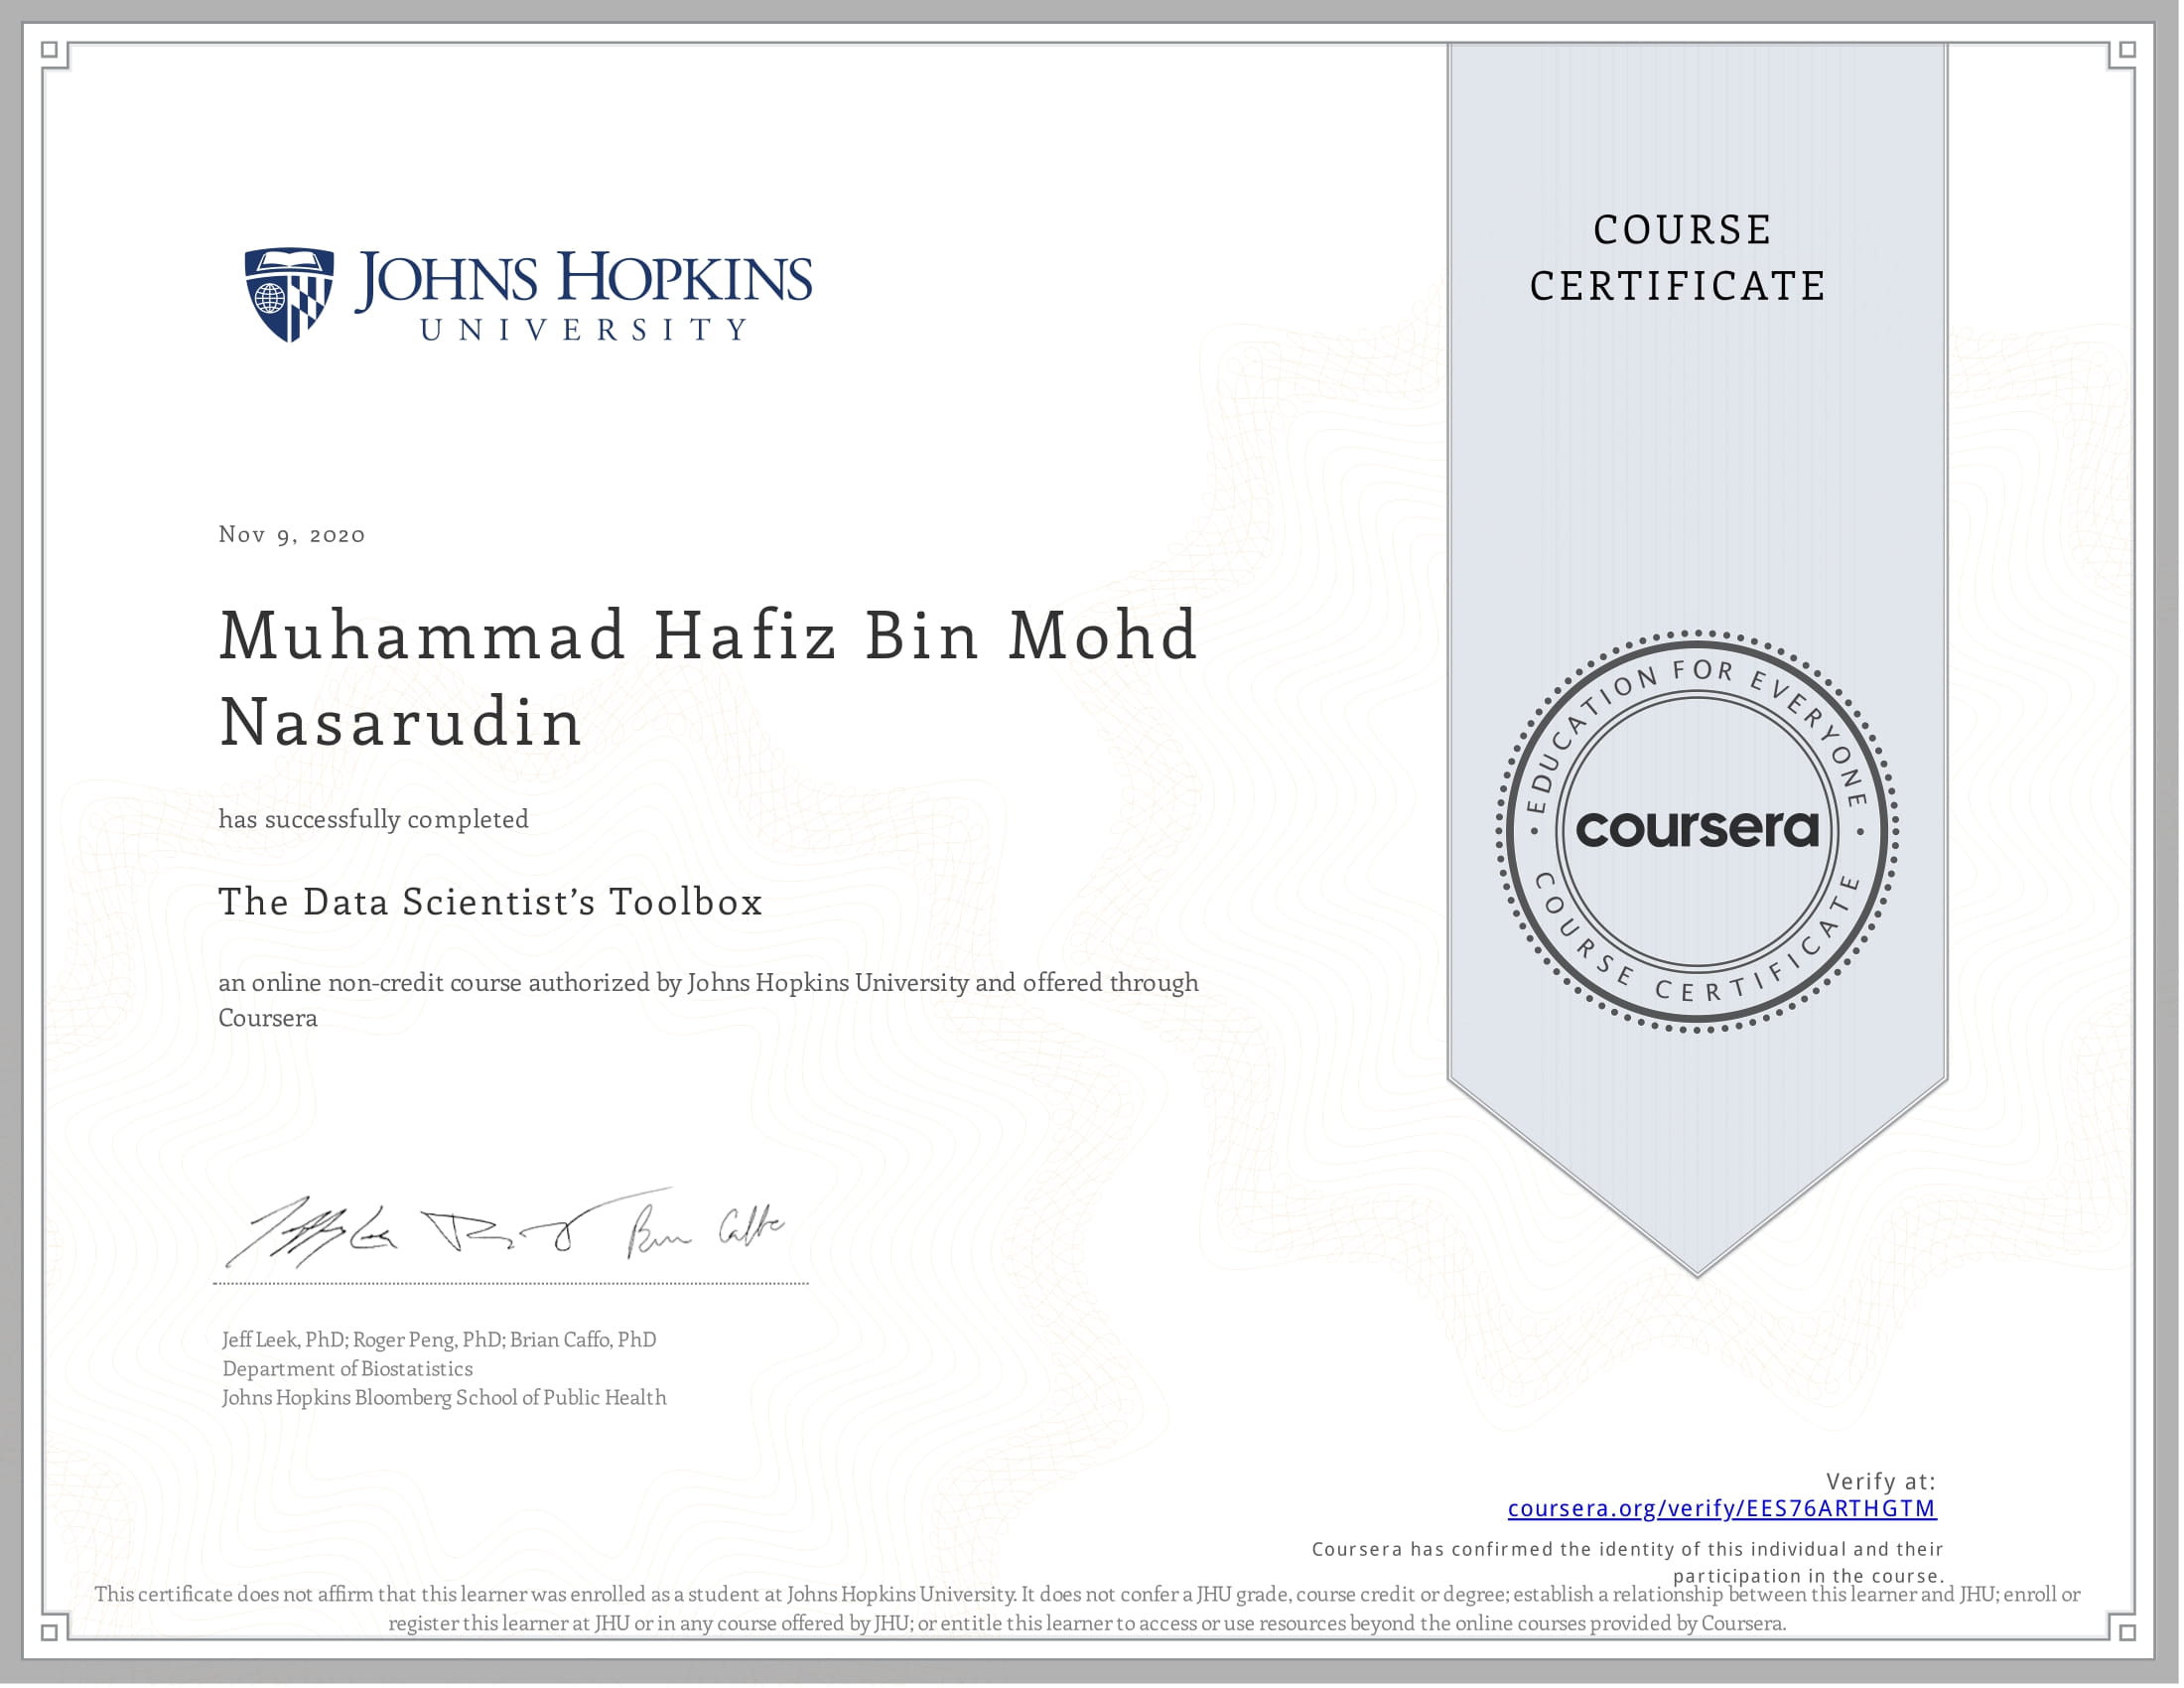 JOHNS HOPKINS
UNIVERSITY
COURSE
CERTIFICATE
Nov 9, 2020
Muhammad Hafiz Bin Mohd
Nasarudin
has successfully completed
The Data Scientist’s Toolbox
an online non-credit course authorized by Johns Hopkins University and offered through
Coursera
EDUCATION FOR EVERYONE
coursera
COURSE CERTIFICATE
Jeff Leek, PhD; Roger Peng, PhD; Brian Caffo, PhD
Department of Biostatistics
Johns Hopkins Bloomberg School of Public Health
Verify at:
coursera.org/verify/EES76ARTHGTM
Coursera has confirmed the identity of this individual and their
participation in the course.
This certificate does not affirm that this learner was enrolled as a student at Johns Hopkins University. It does not confer a JHU grade, course credit or degree; establish a relationship between this learner and JHU; enroll or
register this learner at JHU or in any course offered by JHU; or entitle this learner to access or use resources beyond the online courses provided by Coursera.